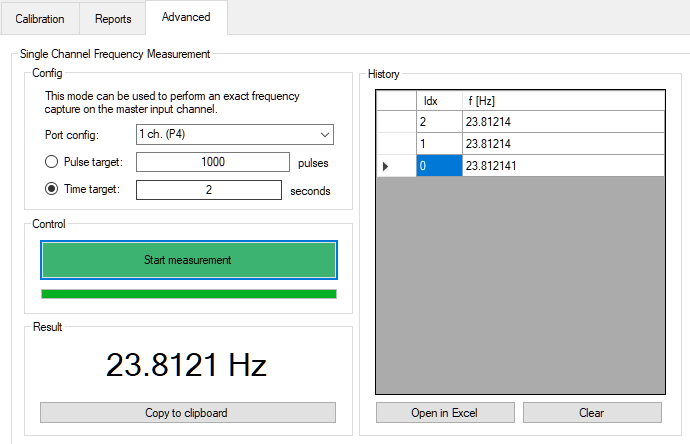 Calibration Reports Advanced
Single Channel Frequency Measurement
Config
This mode can be used to perform an exact frequency
capture on the master input channel.
Port config: 1 ch. (P4)
Pulse target: 1000 pulses
Time target: 2 seconds
Control
Start measurement
Result
23.8121 Hz
Copy to clipboard
History
Idx f [Hz]
2 23.81214
1 23.81214
0 23.812141
Open in Excel Clear